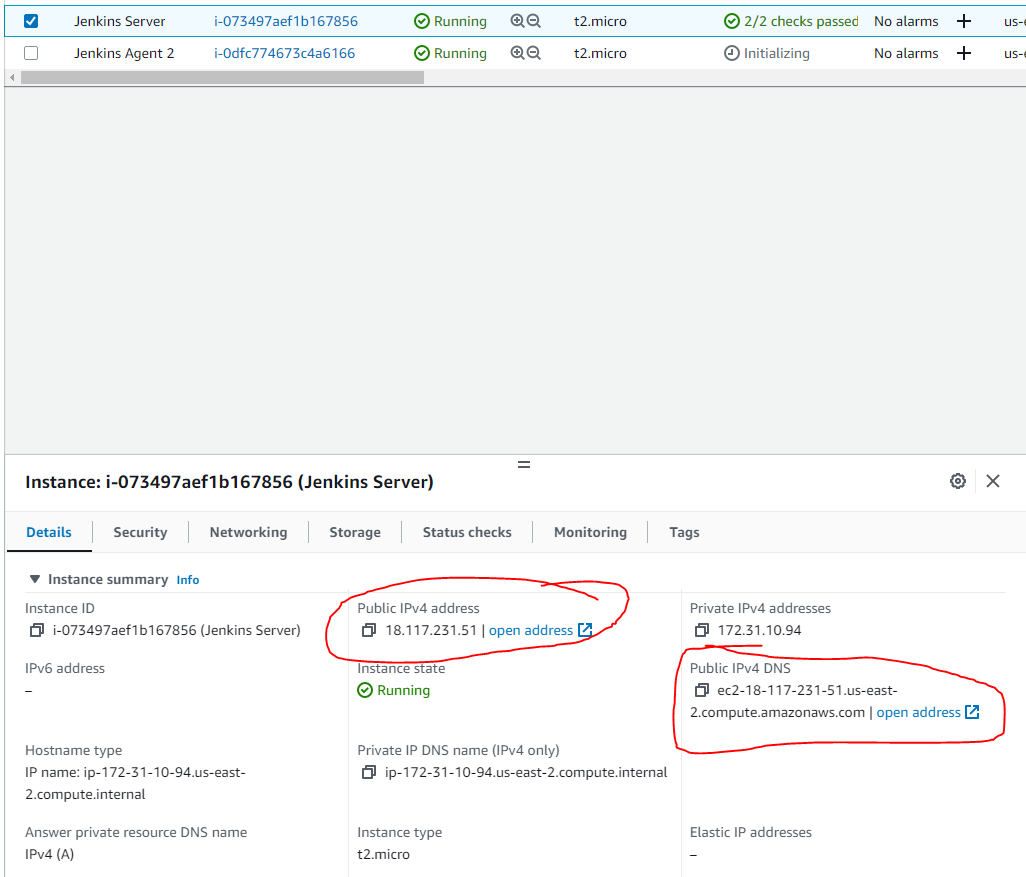 Jenkins Server i-073497aef1b167856 Running t2.micro 2/2 checks passed No alarms + us-e
Jenkins Agent 2 i-0dfc774673c4a6166 Running t2.micro Initializing No alarms + us-e
Instance: i-073497aef1b167856 (Jenkins Server)
Details Security Networking Storage Status checks Monitoring Tags
Instance summary Info
Instance ID
i-073497aef1b167856 (Jenkins Server)
Public IPv4 address
18.117.231.51 | open address
Private IPv4 addresses
172.31.10.94
IPv6 address
–
Instance state
Running
Public IPv4 DNS
ec2-18-117-231-51.us-east-
2.compute.amazonaws.com | open address
Hostname type
IP name: ip-172-31-10-94.us-east-
2.compute.internal
Private IP DNS name (IPv4 only)
ip-172-31-10-94.us-east-2.compute.internal
Answer private resource DNS name
IPv4 (A)
Instance type
t2.micro
Elastic IP addresses
–